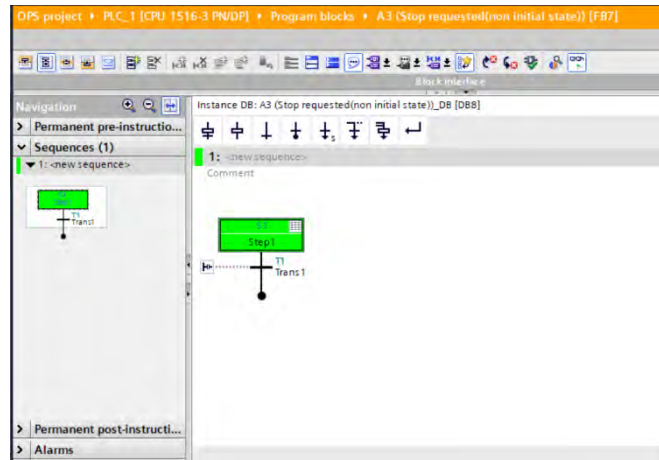 OPS project ▸ PLC_1 [CPU 1516-3 PN/DP] ▸ Program blocks ▸ A3 (Stop requested(non initial state)) [FB7]
Block interface
Navigation
Instance DB: A3 (Stop requested(non initial state))_DB [DB8]
Permanent pre-instructio...
Sequences (1)
1: <new sequence>
1: <new sequence>
Comment
T1
Trans1
Step1
T1
Trans1
Permanent post-instructi...
Alarms